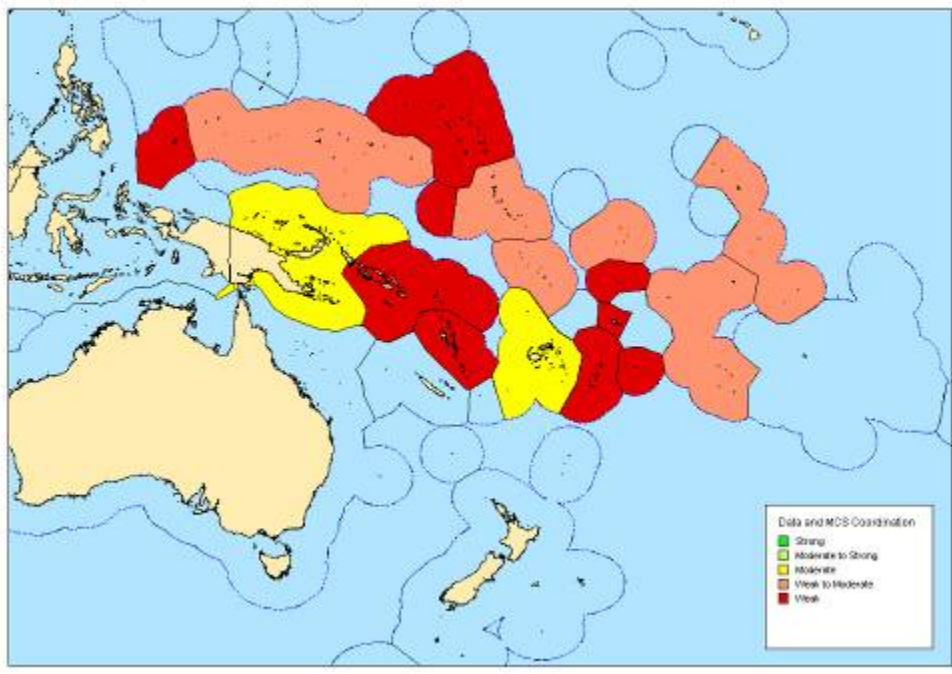 Data and MCS Coordination
Strong
Moderate to Strong
Moderate
Weak to Moderate
Weak